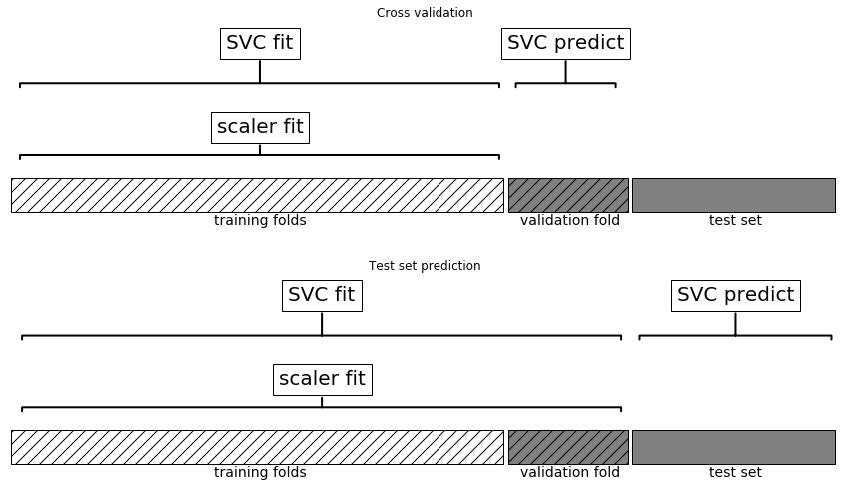 Cross validation
SVC fit
SVC predict
scaler fit
training folds
validation fold
test set
Test set prediction
SVC fit
SVC predict
scaler fit
training folds
validation fold
test set